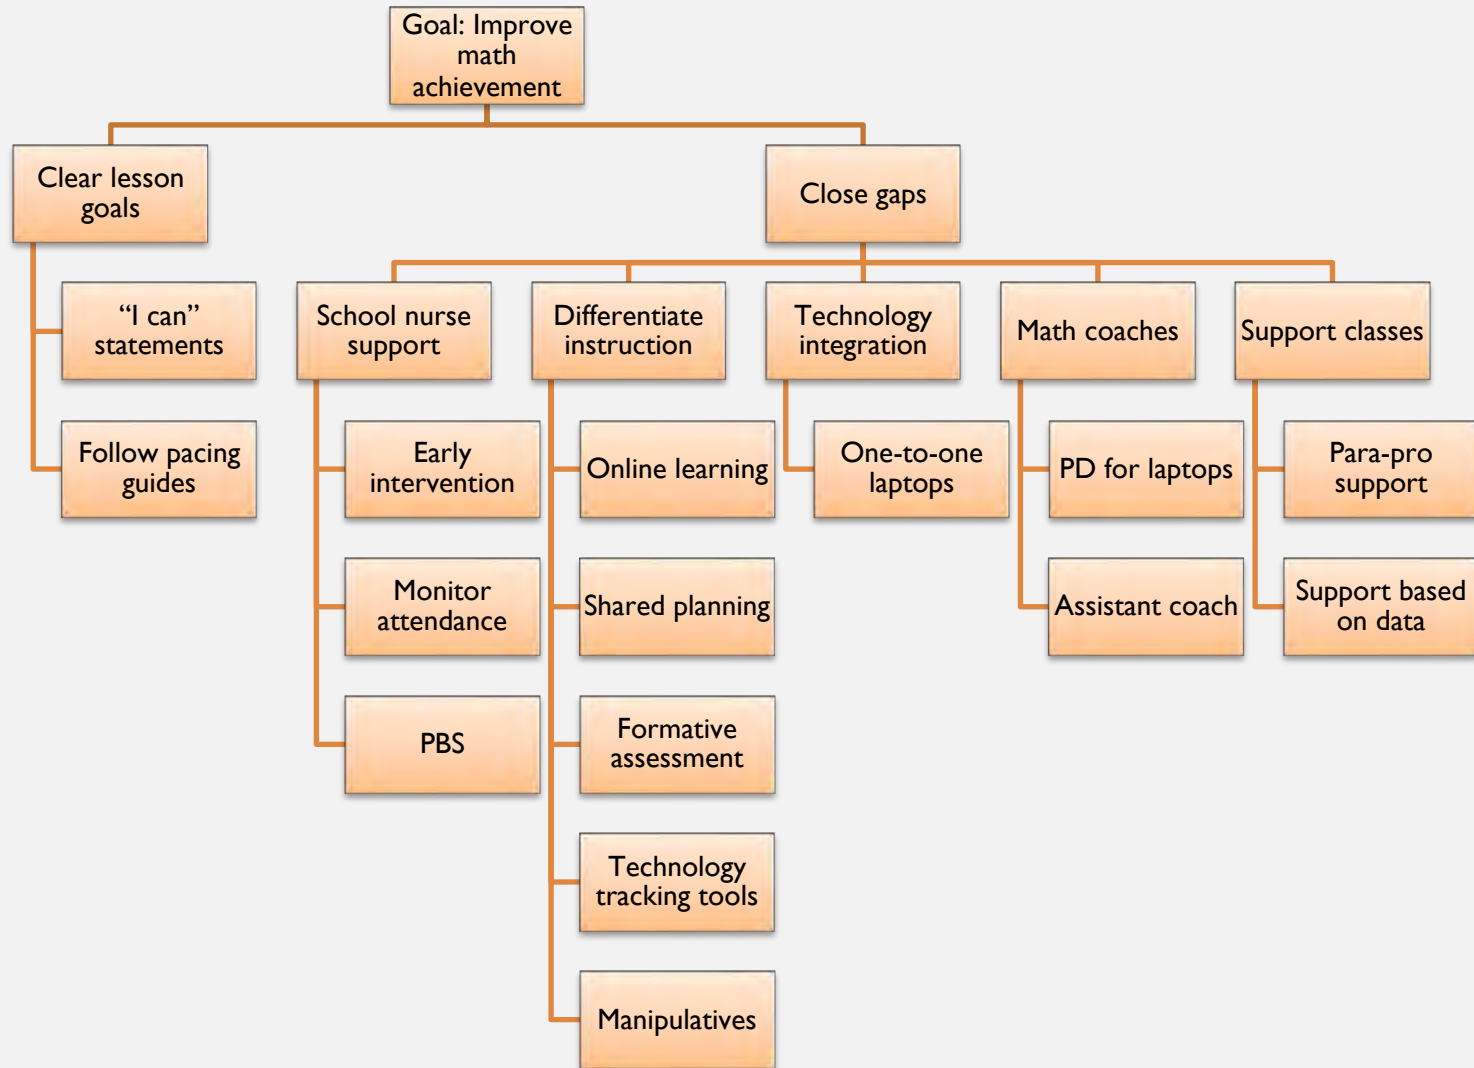 Goal: Improve
math
achievement
Clear lesson
goals
Close gaps
“I can”
statements
School nurse
support
Differentiate
instruction
Technology
integration
Math coaches
Support classes
Follow pacing
guides
Early
intervention
Online learning
One-to-one
laptops
PD for laptops
Para-pro
support
Monitor
attendance
Shared planning
Assistant coach
Support based
on data
PBS
Formative
assessment
Technology
tracking tools
Manipulatives